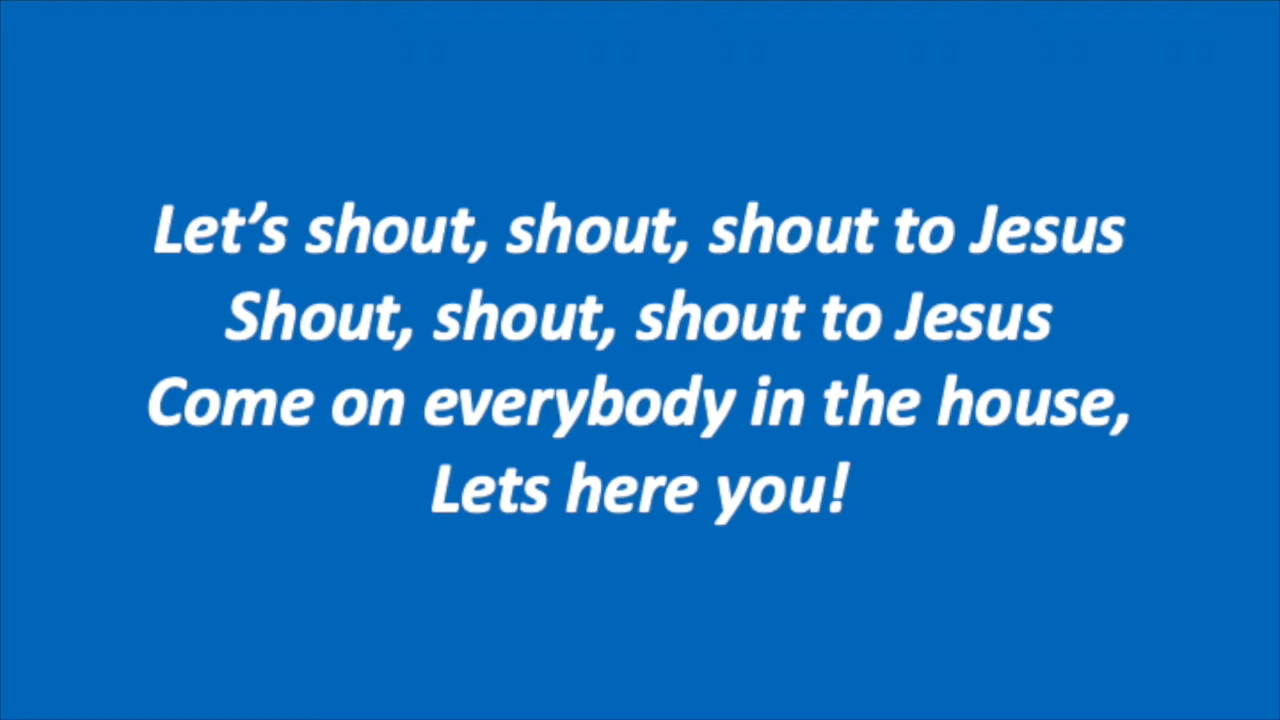 Let’s shout, shout, shout to Jesus
Shout, shout, shout to Jesus
Come on everybody in the house,
Lets here you!